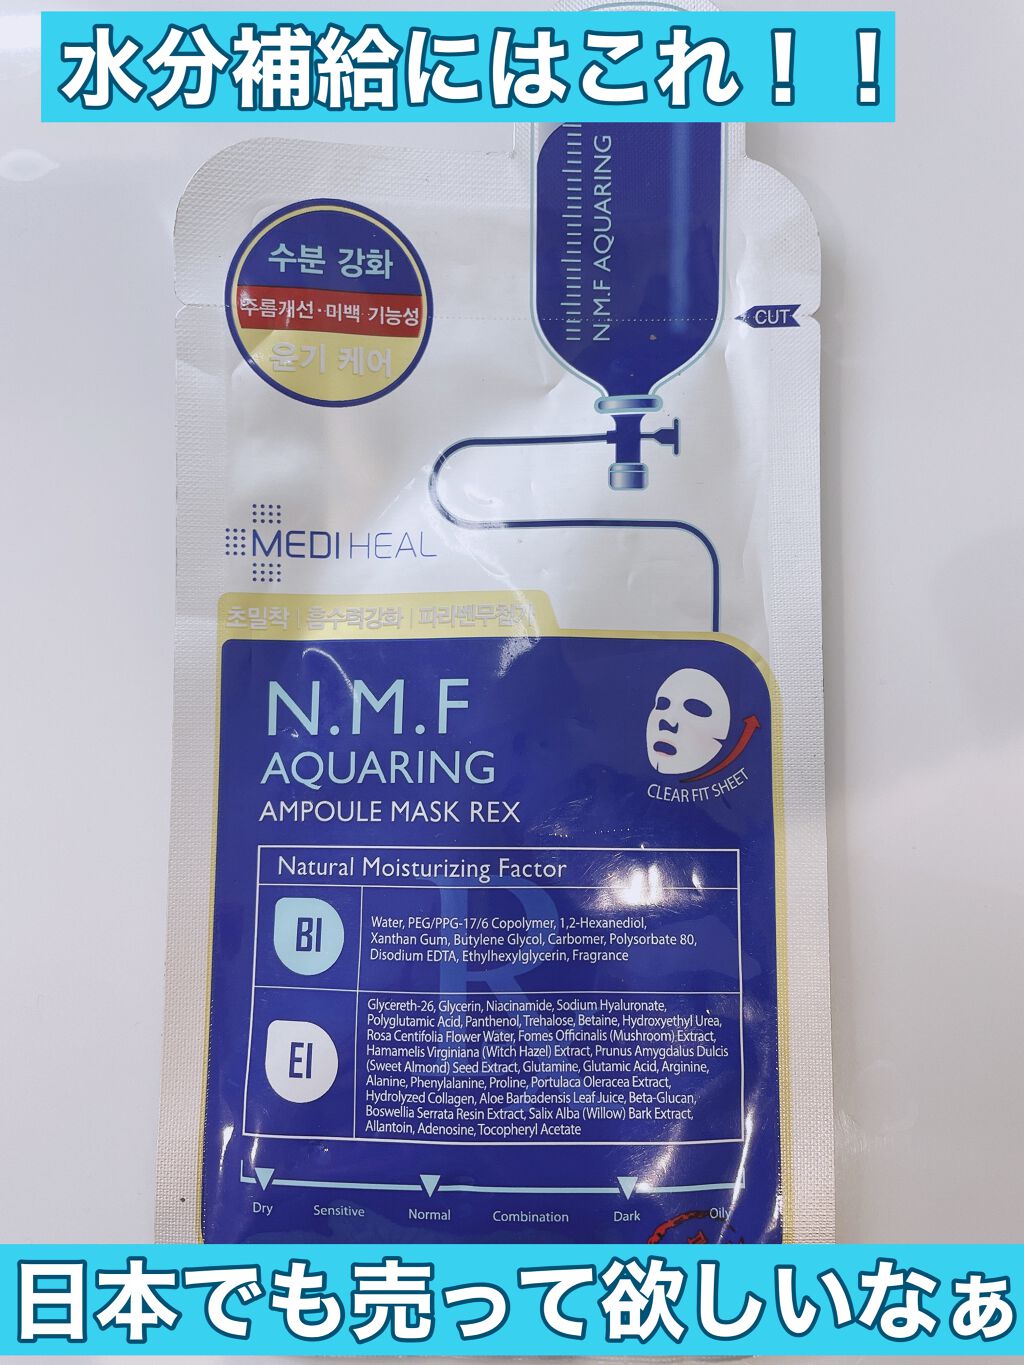 水分補給にはこれ！！
N.M.F AQUARING
수분 강화
주름개선·미백 기능성
윤기 케어
CUT
MEDIHEAL
초밀착 | 흡수력강화 | 파라벤무첨가
N.M.F
AQUARING
AMPOULE MASK REX
CLEAR FIT SHEET
Natural Moisturizing Factor
BI
Water, PEG/PPG-17/6 Copolymer, 1,2-Hexanediol,
Xanthan Gum, Butylene Glycol, Carbomer, Polysorbate 80,
Disodium EDTA, Ethylhexylglycerin, Fragrance
EI
Glycereth-26, Glycerin, Niacinamide, Sodium Hyaluronate,
Polyglutamic Acid, Panthenol, Trehalose, Betaine, Hydroxyethyl Urea,
Rosa Centifolia Flower Water, Fomes Officinalis (Mushroom) Extract,
Hamamelis Virginiana (Witch Hazel) Extract, Prunus Amygdalus Dulcis
(Sweet Almond) Seed Extract, Glutamine, Glutamic Acid, Arginine,
Alanine, Phenylalanine, Proline, Portulaca Oleracea Extract,
Hydrolyzed Collagen, Aloe Barbadensis Leaf Juice, Beta-Glucan,
Boswellia Serrata Resin Extract, Salix Alba (Willow) Bark Extract,
Allantoin, Adenosine, Tocopheryl Acetate
Dry Sensitive Normal Combination Dark Oily
日本でも売って欲しいなぁ